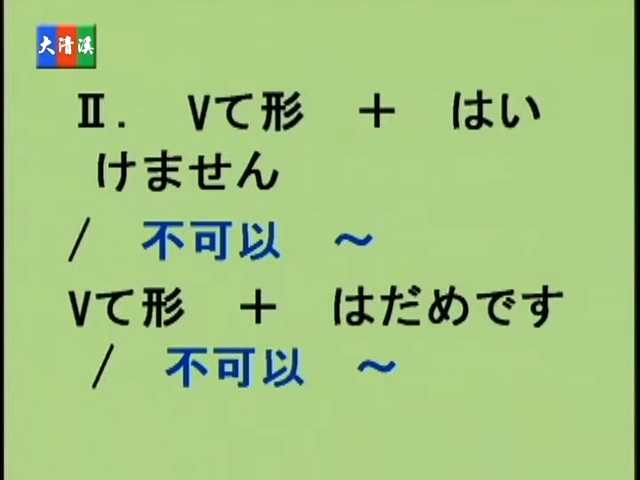 大清溪
Ⅱ. Vて形 + はい
けません
/ 不可以 ～
Vて形 + はだめです
/ 不可以 ～